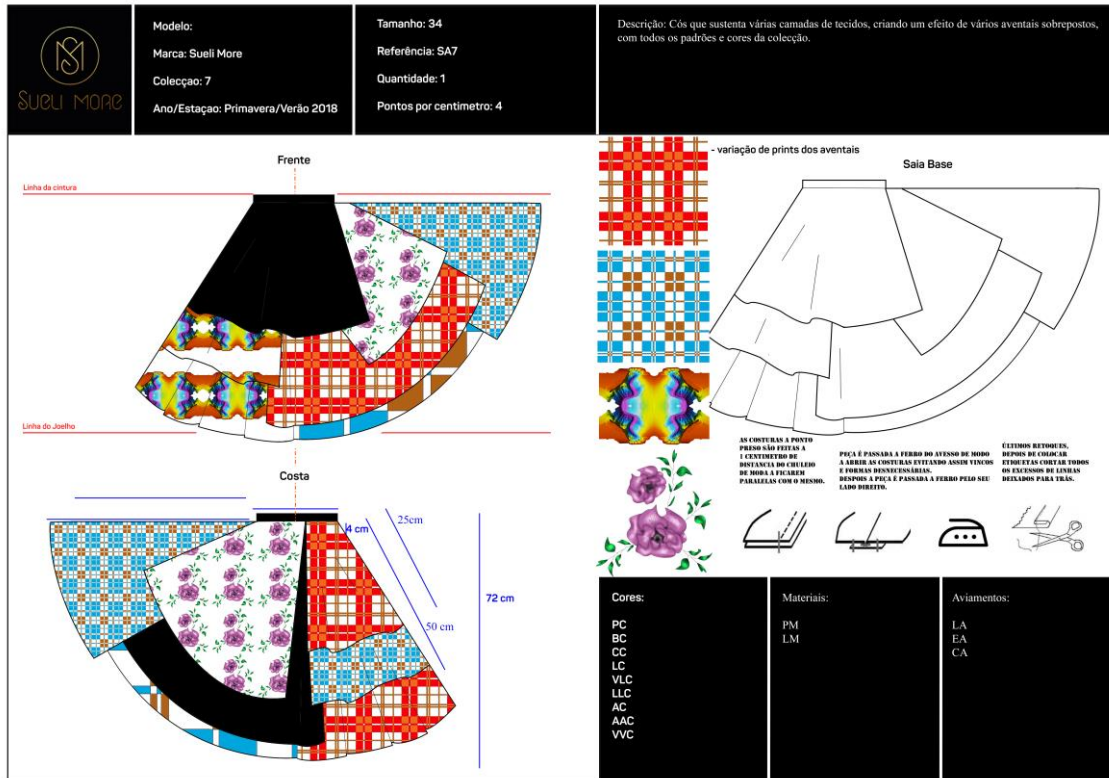 SM
SUELI MORE
Modelo:
Marca: Sueli More
Colecçao: 7
Ano/Estaçao: Primavera/Verão 2018
Tamanho: 34
Referência: SA7
Quantidade: 1
Pontos por centimetro: 4
Descrição: Cós que sustenta várias camadas de tecidos, criando um efeito de vários aventais sobrepostos,
com todos os padrões e cores da colecção.
Frente
Linha da cintura
Linha do Joelho
Costa
4 cm
25cm
50 cm
72 cm
- variação de prints dos aventais
Saia Base
AS COSTURAS A PONTO
PRESO SÃO FEITAS A
1 CENTIMETRO DE
DISTANCIA DO CHULEIO
DE MODA A FICAREM
PARALELAS COM O MESMO.
PEÇA É PASSADA A FERRO DO AVESSO DE MODO
A ABRIR AS COSTURAS EVITANDO ASSIM VINCOS
E FORMAS DESNECESSÁRIAS.
DESPOIS A PEÇA É PASSADA A FERRO PELO SEU
LADO DIREITO.
ÚLTIMOS RETOQUES,
DEPOIS DE COLOCAR
ETIQUETAS CORTAR TODOS
OS EXCESSOS DE LINHAS
DEIXADOS PARA TRÁS.
Cores:
PC
BC
CC
LC
VLC
LLC
AC
AAC
VVC
Materiais:
PM
LM
Aviamentos:
LA
EA
CA